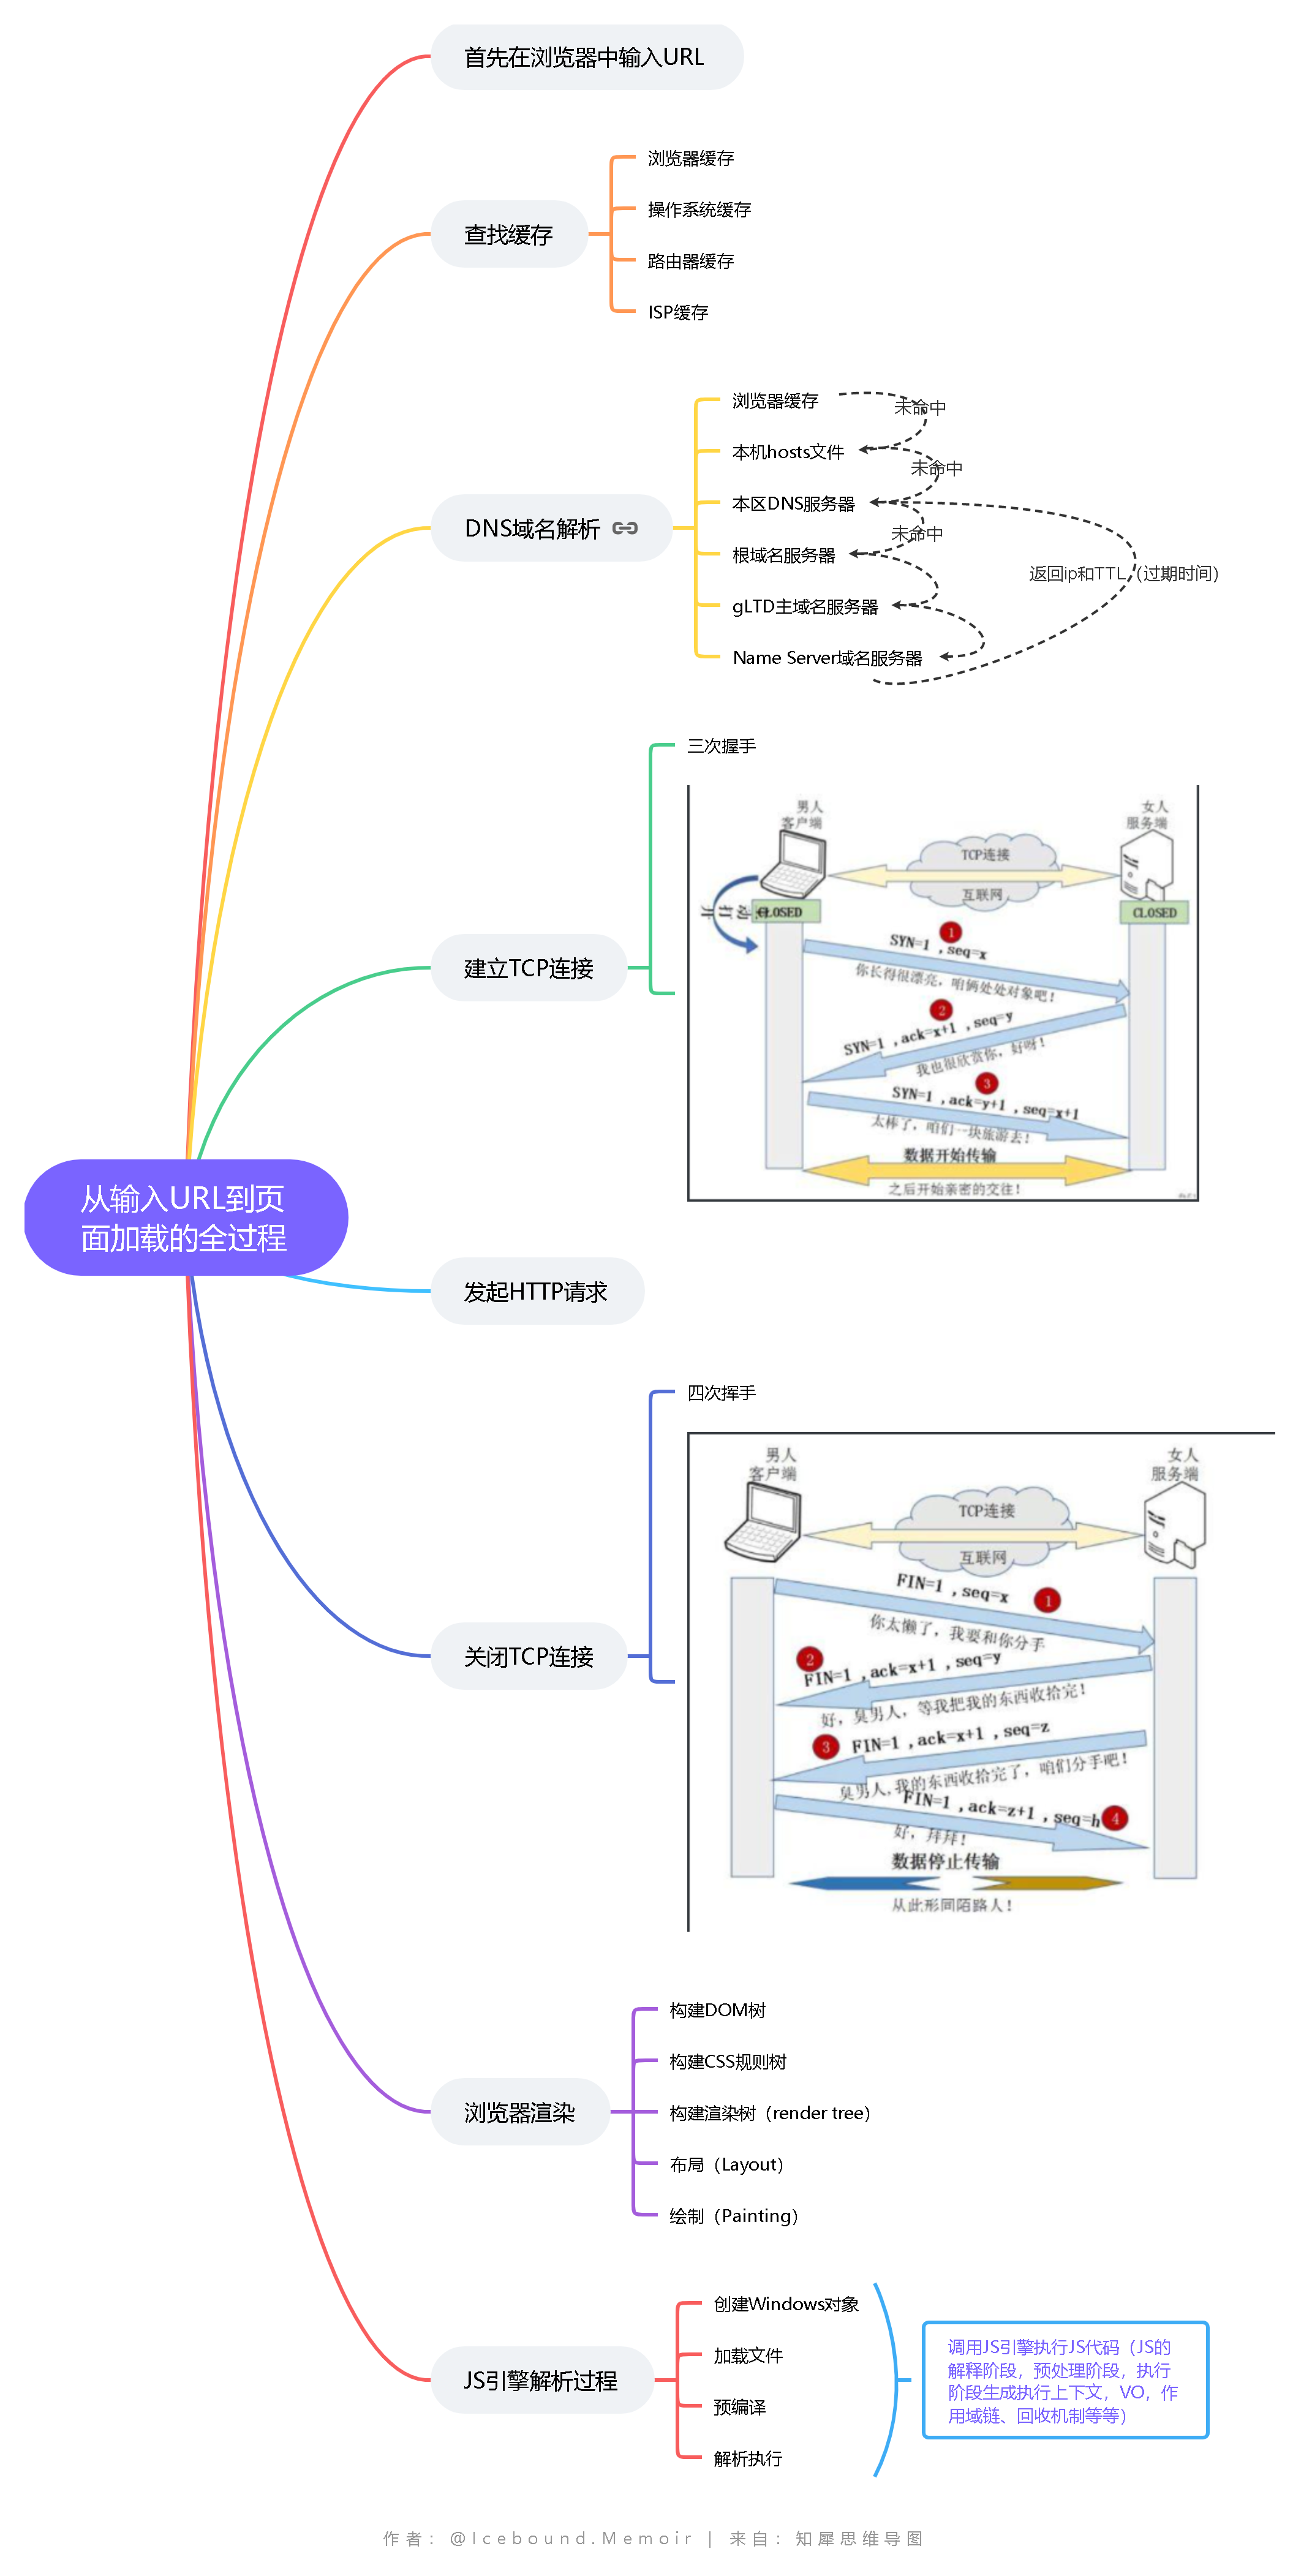 首先在浏览器中输入URL
查找缓存
浏览器缓存
操作系统缓存
路由器缓存
ISP缓存
DNS域名解析
浏览器缓存
未命中
本机hosts文件
未命中
本区DNS服务器
未命中
根域名服务器
返回ip和TTL（过期时间）
gLTD主域名服务器
Name Server域名服务器
建立TCP连接
三次握手
男人
客户端
女人
服务端
TCP连接
互联网
CLOSED
CLOSED
SYN=1 ,seq=x
1
你长得很漂亮，咱俩处处对象吧！
2
SYN=1 ,ack=x+1 ,seq=y
我也很欣赏你，好呀！
3
SYN=1 ,ack=y+1 ,seq=x+1
太棒了，咱们一块旅游去！
数据开始传输
之后开始亲密的交往！
从输入URL到页
面加载的全过程
发起HTTP请求
关闭TCP连接
四次挥手
男人
客户端
女人
服务端
TCP连接
互联网
FIN=1 ,seq=x
1
你太懒了，我要和你分手
2
FIN=1 ,ack=x+1 ,seq=y
好，臭男人，等我把我的东西收拾完！
3
FIN=1 ,ack=x+1 ,seq=z
臭男人,我的东西收拾完了，咱们分手吧！
FIN=1 ,ack=z+1 ,seq=h
4
好，拜拜！
数据停止传输
从此形同陌路人！
浏览器渲染
构建DOM树
构建CSS规则树
构建渲染树（render tree）
布局（Layout）
绘制（Painting）
JS引擎解析过程
创建Windows对象
加载文件
预编译
解析执行
调用JS引擎执行JS代码（JS的
解释阶段，预处理阶段，执行
阶段生成执行上下文，VO，作
用域链、回收机制等等）
作者：@Icebound.Memoir | 来自：知犀思维导图